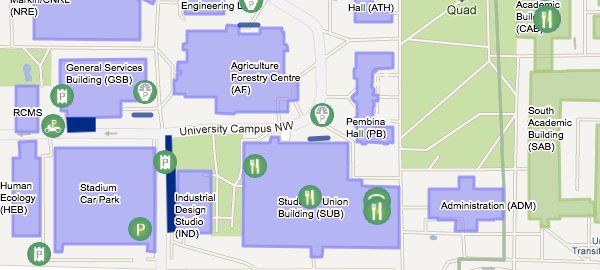 Markin/CNRL
(NRE)
Engineering
Hall (ATH)
Quad
Academic
(CAB)
General Services
Building (GSB)
Agriculture
Forestry Centre
(AF)
RCMS
P
P
P
University Campus NW
P
Pembina
Hall (PB)
South
Academic
Building
(SAB)
P
Human
Ecology
(HEB)
Stadium
Car Park
Industrial
Design
Studio
(IND)
Union
Building (SUB)
Administration (ADM)
P
P